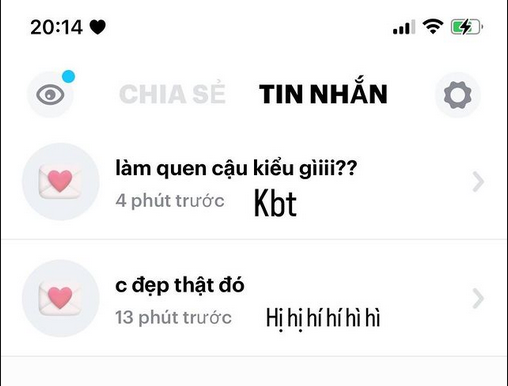 20:14
CHIA SẺ TIN NHẮN
làm quen cậu kiểu gìiii??
4 phút trước Kbt
c đẹp thật đó
13 phút trước Hị hị hí hí hì hì